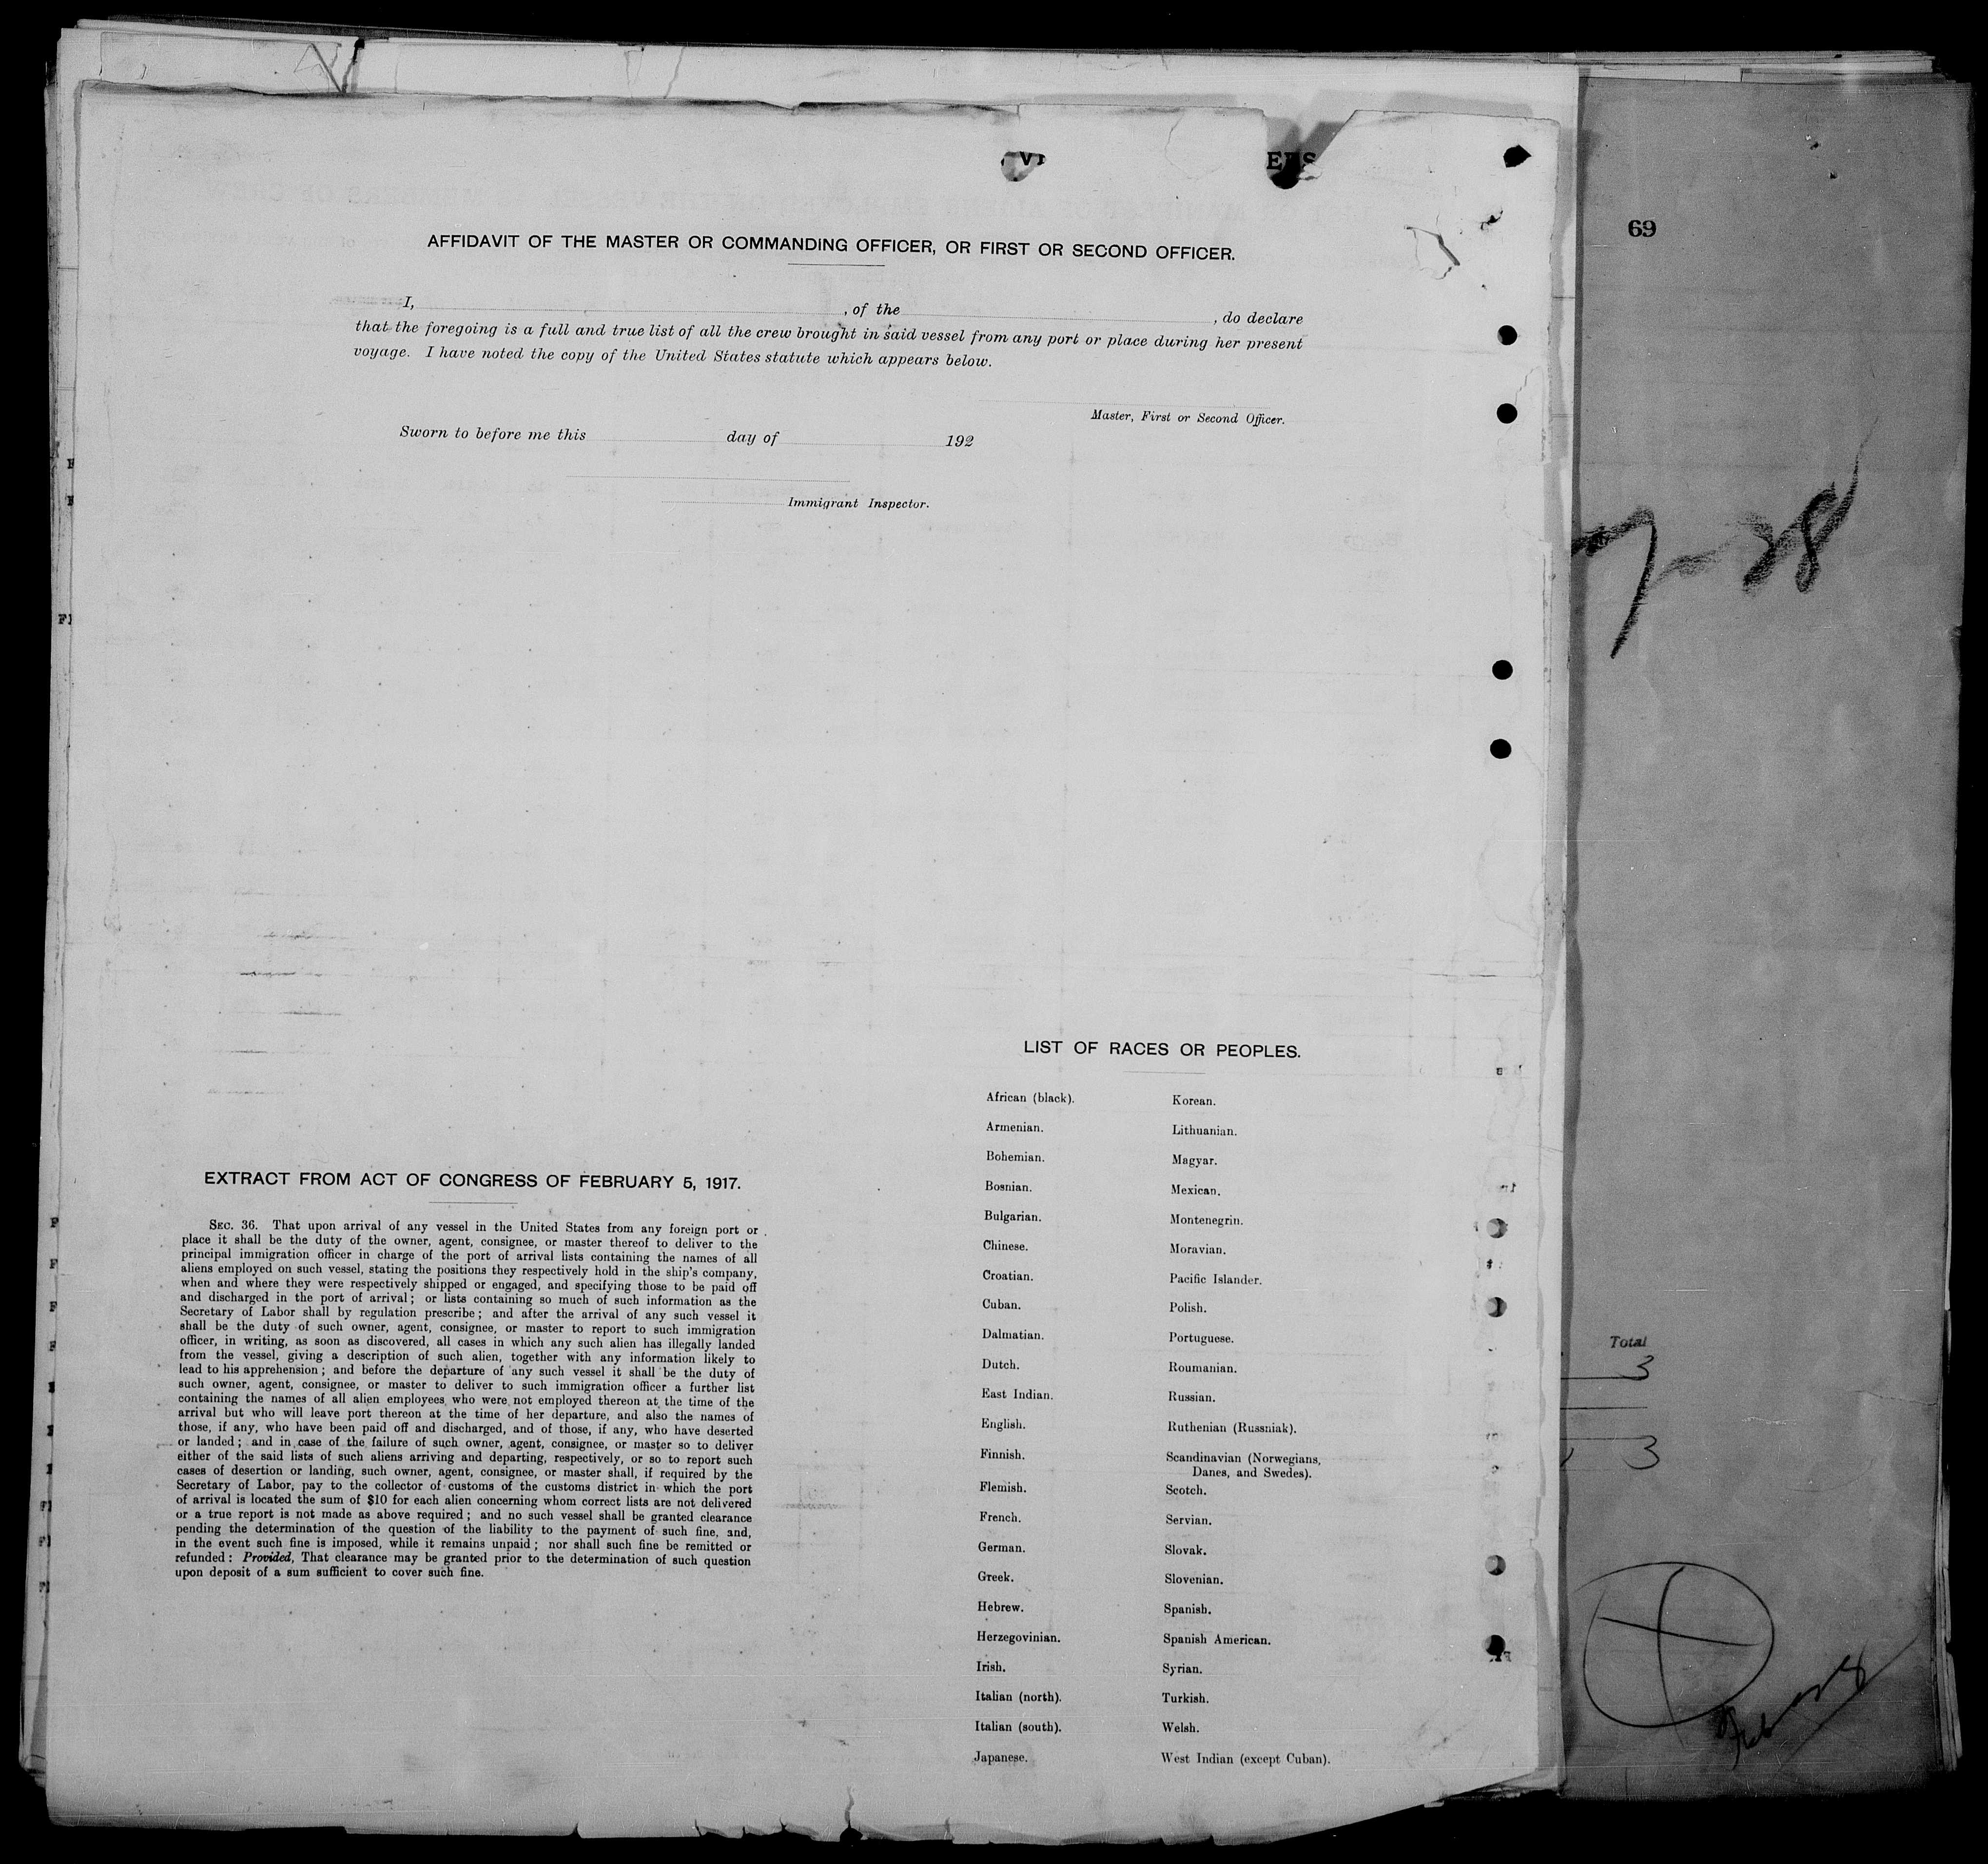 69
AFFIDAVIT OF THE MASTER OR COMMANDING OFFICER, OR FIRST OR SECOND OFFICER.
I, , of the , do declare
that the foregoing is a full and true list of all the crew brought in said vessel from any port or place during her present
voyage. I have noted the copy of the United States statute which appears below.
Master, First or Second Officer.
Sworn to before me this day of 192
Immigrant Inspector.
LIST OF RACES OR PEOPLES.
African (black).
Armenian.
Bohemian.
Bosnian.
Bulgarian.
Chinese.
Croatian.
Cuban.
Dalmatian.
Dutch.
East Indian.
English.
Finnish.
Flemish.
French.
German.
Greek.
Hebrew.
Herzegovinian.
Irish.
Italian (north).
Italian (south).
Japanese.
Korean.
Lithuanian.
Magyar.
Mexican.
Montenegrin.
Moravian.
Pacific Islander.
Polish.
Portuguese.
Roumanian.
Russian.
Ruthenian (Russniak).
Scandinavian (Norwegians,
Danes, and Swedes).
Scotch.
Servian.
Slovak.
Slovenian.
Spanish.
Spanish American.
Syrian.
Turkish.
Welsh.
West Indian (except Cuban).
EXTRACT FROM ACT OF CONGRESS OF FEBRUARY 5, 1917.
SEC. 36. That upon arrival of any vessel in the United States from any foreign port or
place it shall be the duty of the owner, agent, consignee, or master thereof to deliver to the
principal immigration officer in charge of the port of arrival lists containing the names of all
aliens employed on such vessel, stating the positions they respectively hold in the ship's company,
when and where they were respectively shipped or engaged, and specifying those to be paid off
and discharged in the port of arrival; or lists containing so much of such information as the
Secretary of Labor shall by regulation prescribe; and after the arrival of any such vessel it
shall be the duty of such owner, agent, consignee, or master to report to such immigration
officer, in writing, as soon as discovered, all cases in which any such alien has illegally landed
from the vessel, giving a description of such alien, together with any information likely to
lead to his apprehension; and before the departure of any such vessel it shall be the duty of
such owner, agent, consignee, or master to deliver to such immigration officer a further list
containing the names of all alien employees who were not employed thereon at the time of the
arrival but who will leave port thereon at the time of her departure, and also the names of
those, if any, who have been paid off and discharged, and of those, if any, who have deserted
or landed; and in case of the failure of such owner, agent, consignee, or master so to deliver
either of the said lists of such aliens arriving and departing, respectively, or so to report such
cases of desertion or landing, such owner, agent, consignee, or master shall, if required by the
Secretary of Labor, pay to the collector of customs of the customs district in which the port
of arrival is located the sum of $10 for each alien concerning whom correct lists are not delivered
or a true report is not made as above required; and no such vessel shall be granted clearance
pending the determination of the question of the liability to the payment of such fine, and,
in the event such fine is imposed, while it remains unpaid; nor shall such fine be remitted or
refunded: Provided, That clearance may be granted prior to the determination of such question
upon deposit of a sum sufficient to cover such fine.
Total
3
3